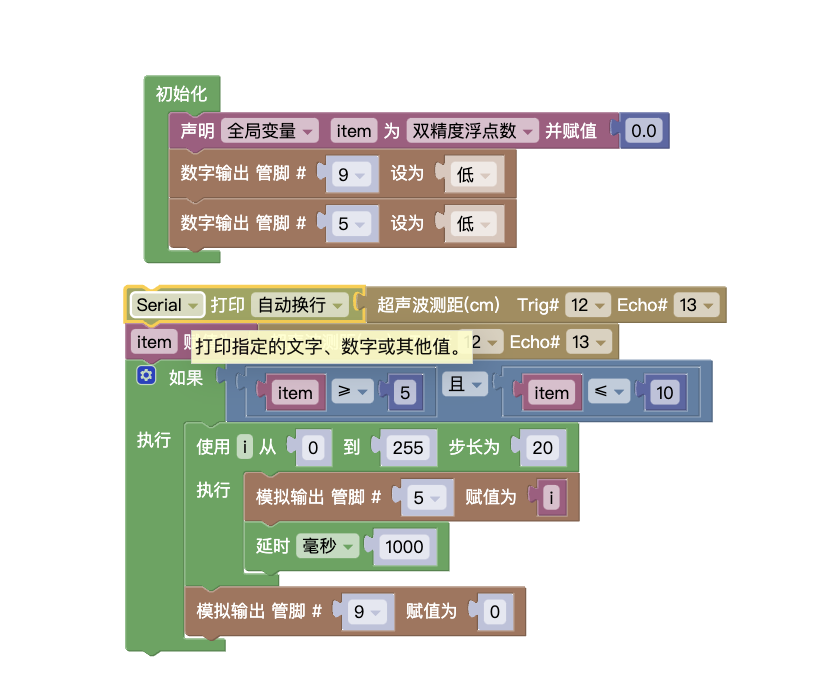 初始化
声明 全局变量 item 为 双精度浮点数 并赋值 0.0
数字输出 管脚 # 9 设为 低
数字输出 管脚 # 5 设为 低
Serial 打印 自动换行 超声波测距(cm) Trig# 12 Echo# 13
item 12 Echo# 13
打印指定的文字、数字或其他值。
如果 item ≥ 5 且 item ≤ 10
执行 使用 i 从 0 到 255 步长为 20
执行 模拟输出 管脚 # 5 赋值为 i
延时 毫秒 1000
模拟输出 管脚 # 9 赋值为 0